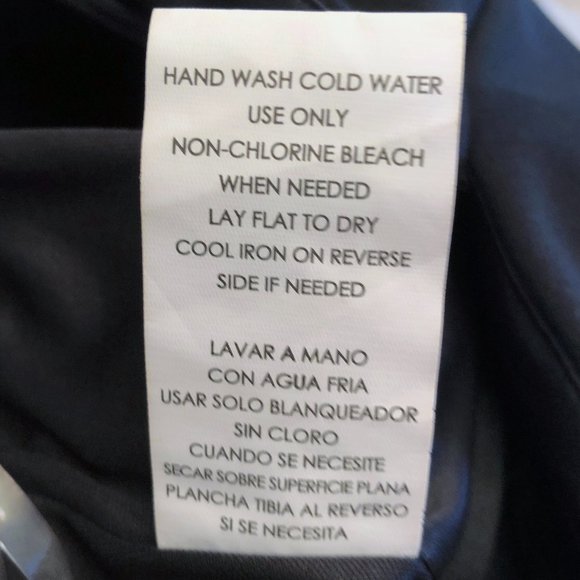 HAND WASH COLD WATER
USE ONLY
NON-CHLORINE BLEACH
WHEN NEEDED
LAY FLAT TO DRY
COOL IRON ON REVERSE
SIDE IF NEEDED
LAVAR A MANO
CON AGUA FRIA
USAR SOLO BLANQUEADOR
SIN CLORO
CUANDO SE NECESITE
SECAR SOBRE SUPERFICIE PLANA
PLANCHA TIBIA AL REVERSO
SI SE NECESITA